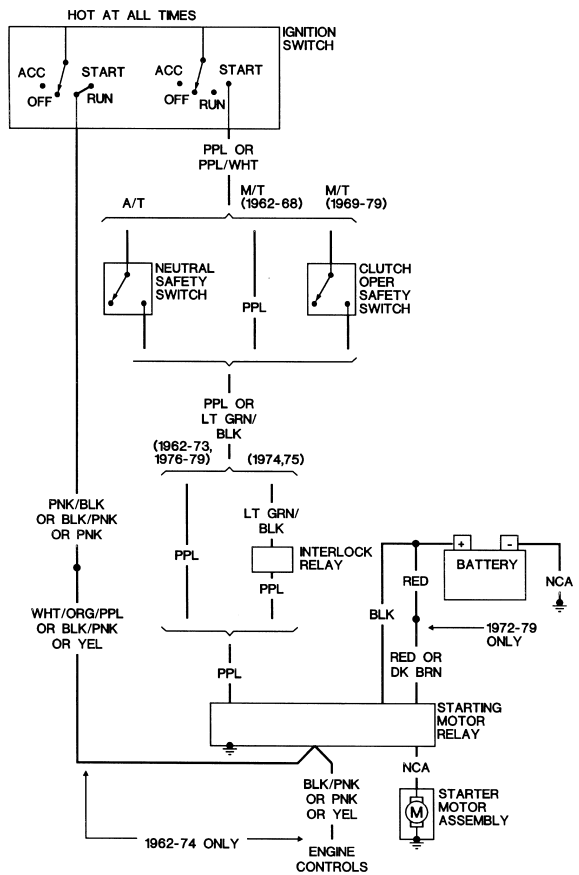 HOT AT ALL TIMES
IGNITION
SWITCH
ACC
START
OFF
RUN
ACC
START
OFF
RUN
PPL OR
PPL/WHT
A/T
M/T
(1962-68)
M/T
(1969-79)
NEUTRAL
SAFETY
SWITCH
PPL
CLUTCH
OPER
SAFETY
SWITCH
PPL OR
LT GRN/
BLK
(1962-73,
1976-79)
(1974,75)
PNK/BLK
OR BLK/PNK
OR PNK
LT GRN/
BLK
PPL
INTERLOCK
RELAY
PPL
+
-
BATTERY
RED
NCA
BLK
WHT/ORG/PPL
OR BLK/PNK
OR YEL
1972-79
ONLY
RED OR
DK BRN
PPL
STARTING
MOTOR
RELAY
NCA
BLK/PNK
OR PNK
OR YEL
M
STARTER
MOTOR
ASSEMBLY
1962-74 ONLY
ENGINE
CONTROLS